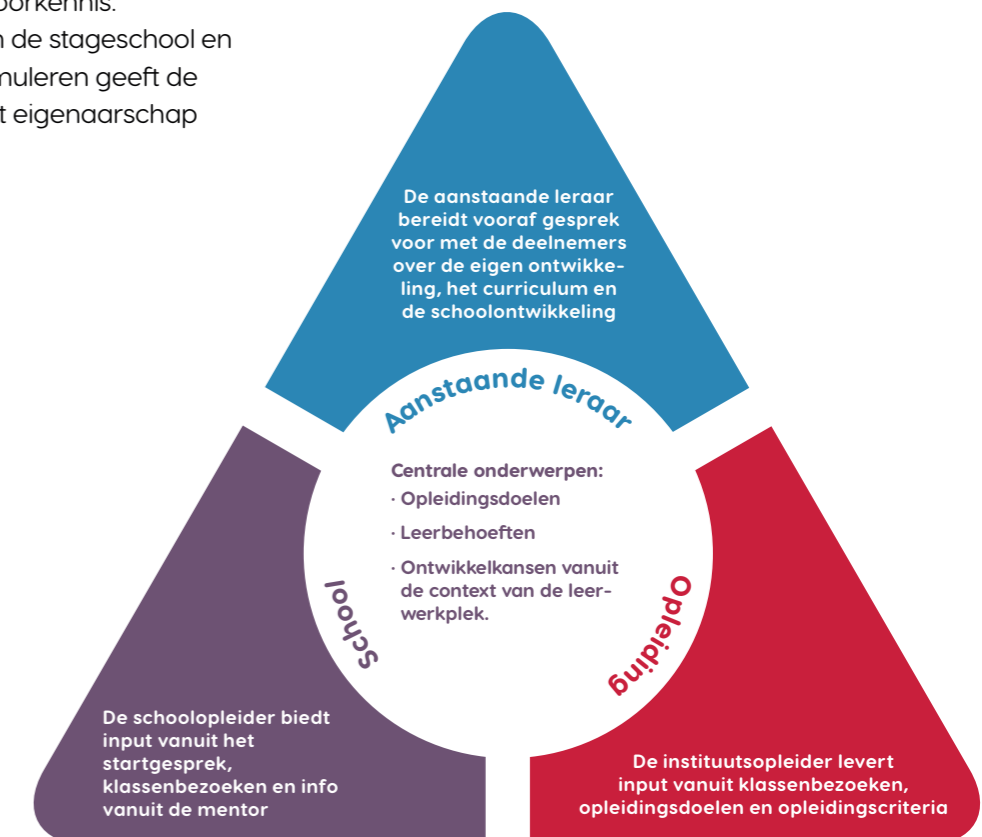 de stageschool en
geeft de
eigenaarschap
De aanstaande leraar
bereidt vooraf gesprek
voor met de deelnemers
over de eigen ontwikke-
ling, het curriculum en
de schoolontwikkeling
Aanstaande leraar
Centrale onderwerpen:
· Opleidingsdoelen
· Leerbehoeften
· Ontwikkelkansen vanuit
de context van de leer-
werkplek.
School
Opleiding
De schoolopleider biedt
input vanuit het
startgesprek,
klassenbezoeken en info
vanuit de mentor
De instituutsopleider levert
input vanuit klassenbezoeken,
opleidingsdoelen en opleidingscriteria